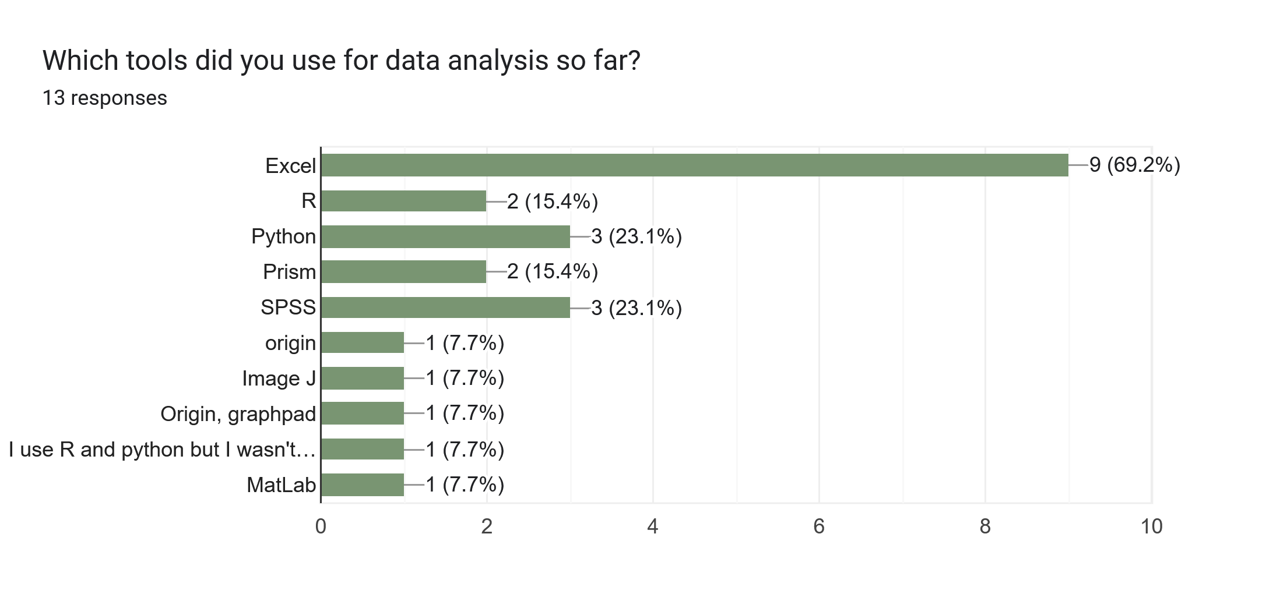 Which tools did you use for data analysis so far?
13 responses
Excel 9 (69.2%)
R 2 (15.4%)
Python 3 (23.1%)
Prism 2 (15.4%)
SPSS 3 (23.1%)
origin 1 (7.7%)
Image J 1 (7.7%)
Origin, graphpad 1 (7.7%)
I use R and python but I wasn't… 1 (7.7%)
MatLab 1 (7.7%)
0 2 4 6 8 10